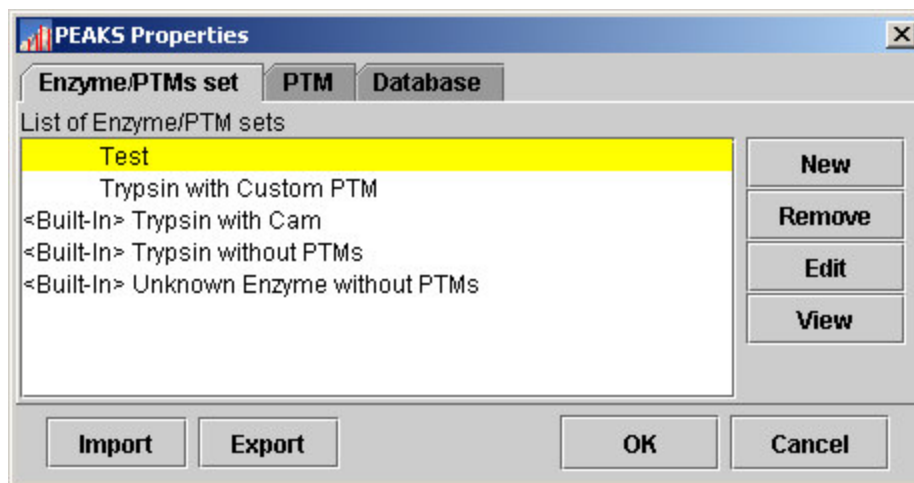 PEAKS Properties
Enzyme/PTMs set PTM Database
List of Enzyme/PTM sets
Test
Trypsin with Custom PTM
<Built-In> Trypsin with Cam
<Built-In> Trypsin without PTMs
<Built-In> Unknown Enzyme without PTMs
New
Remove
Edit
View
Import Export OK Cancel